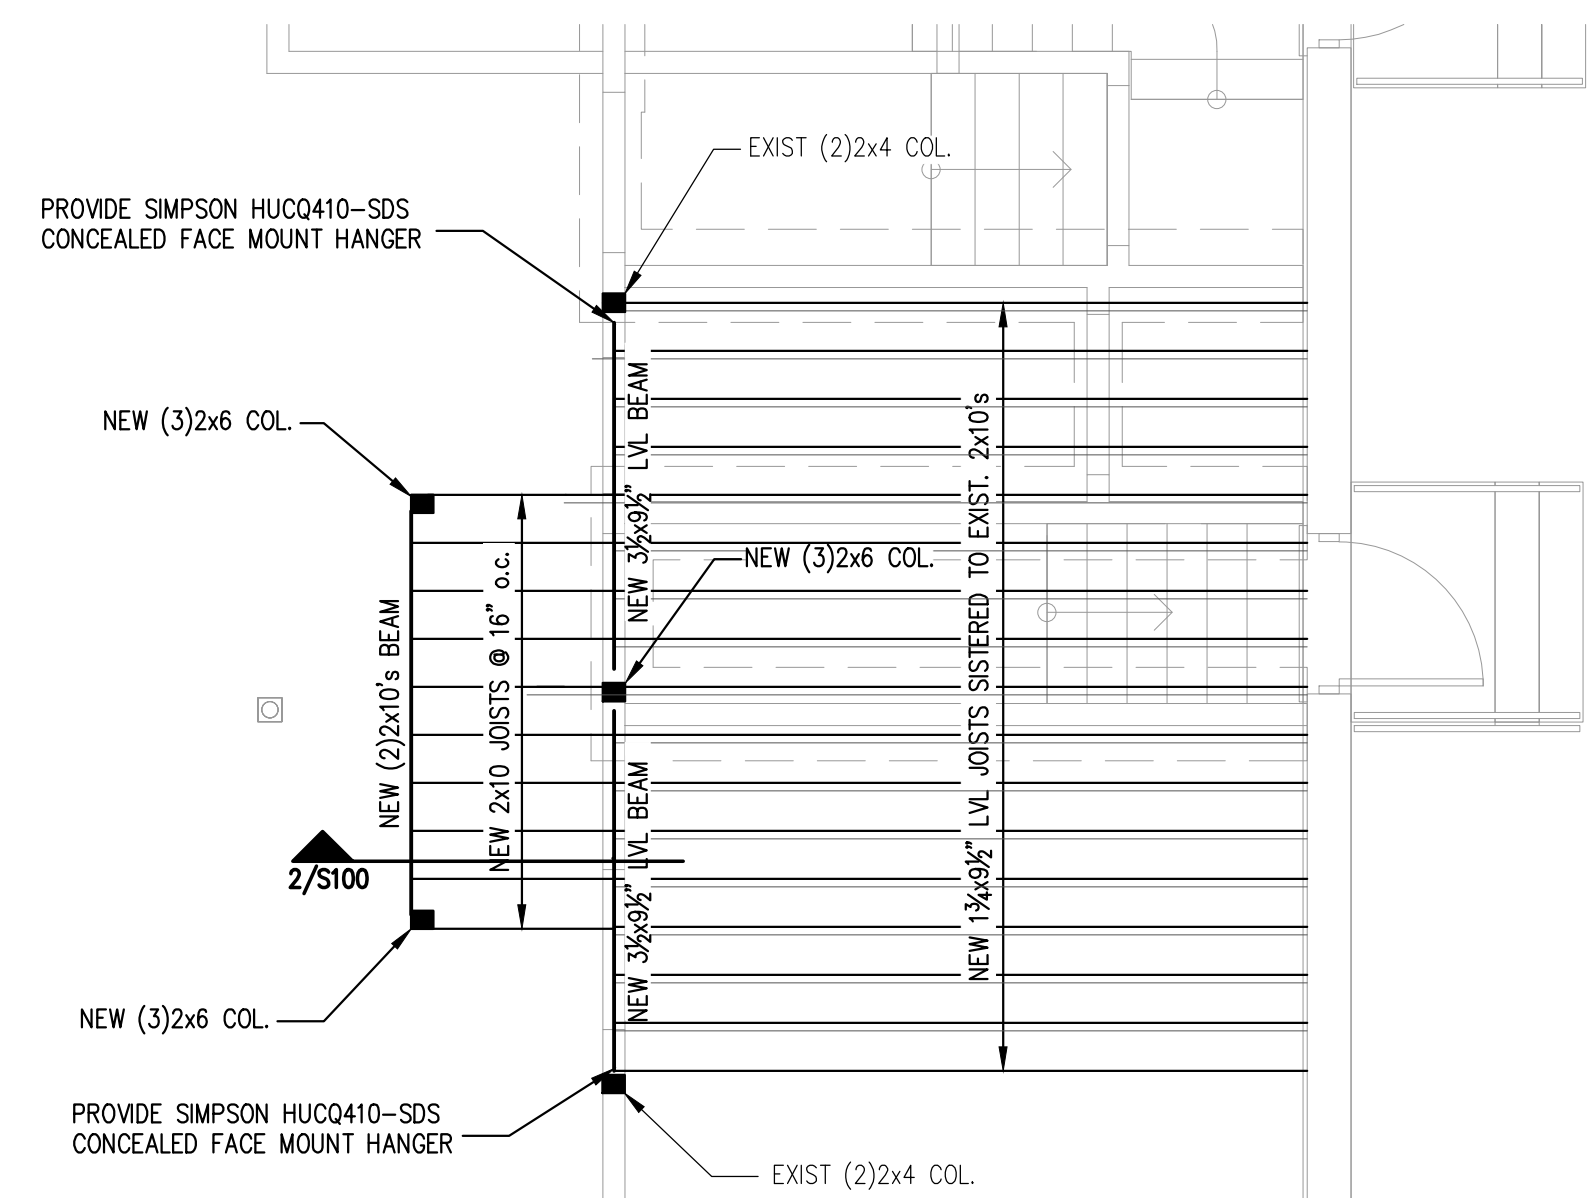 EXIST (2)2x4 COL.
PROVIDE SIMPSON HUCQ410-SDS
CONCEALED FACE MOUNT HANGER
NEW (3)2x6 COL.
NEW 3½x9½" LVL BEAM
NEW 1¾x9½" LVL JOISTS SISTERED TO EXIST. 2x10's
NEW (3)2x6 COL.
NEW (2)2x10's BEAM
NEW 2x10 JOISTS @ 16" o.c.
NEW 3½x9½" LVL BEAM
2/S100
NEW (3)2x6 COL.
PROVIDE SIMPSON HUCQ410-SDS
CONCEALED FACE MOUNT HANGER
EXIST (2)2x4 COL.